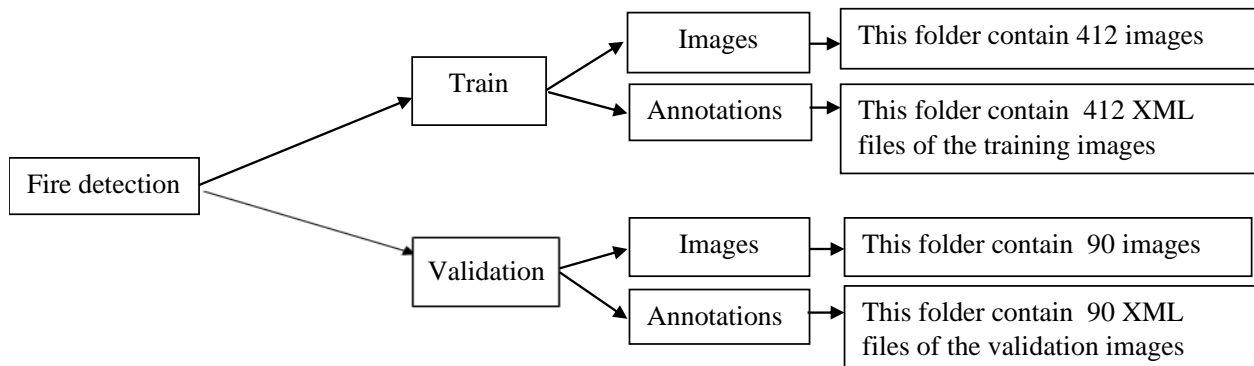 Images
This folder contain 412 images
Train
Annotations
This folder contain  412 XML
files of the training images
Fire detection
Images
This folder contain  90 images
Validation
Annotations
This folder contain  90 XML
files of the validation images